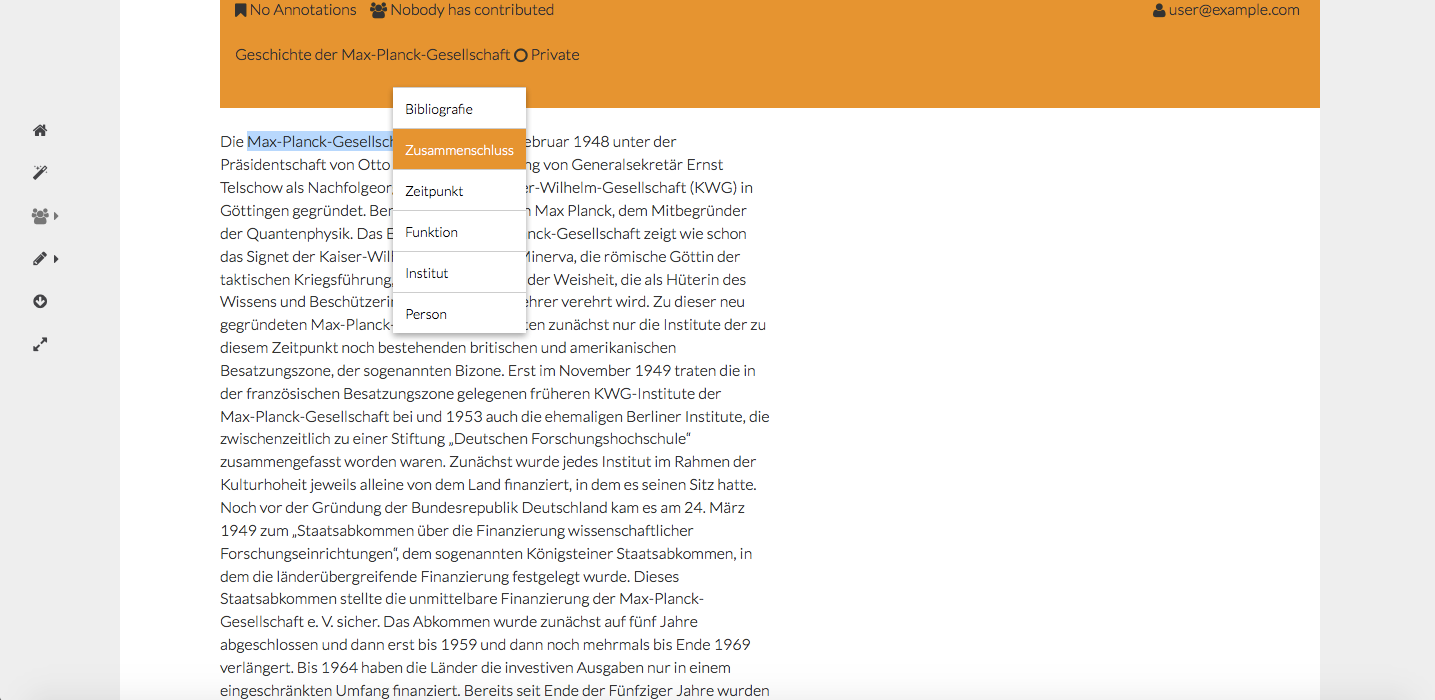 No Annotations Nobody has contributed user@example.com
Geschichte der Max-Planck-Gesellschaft Private
Bibliografie
Zusammenschluss
Zeitpunkt
Funktion
Institut
Person
Die Max-Planck-Gesellsch ebruar 1948 unter der
Präsidentschaft von Otto ng von Generalsekretär Ernst
Telschow als Nachfolgeor er-Wilhelm-Gesellschaft (KWG) in
Göttingen gegründet. Ben n Max Planck, dem Mitbegründer
der Quantenphysik. Das nck-Gesellschaft zeigt wie schon
das Signet der Kaiser-Wil Minerva, die römische Göttin der
taktischen Kriegsführung, der Weisheit, die als Hüterin des
Wissens und Beschützeri ehrer verehrt wird. Zu dieser neu
gegründeten Max-Planck- ten zunächst nur die Institute der zu
diesem Zeitpunkt noch bestehenden britischen und amerikanischen
Besatzungszone, der sogenannten Bizone. Erst im November 1949 traten die in
der französischen Besatzungszone gelegenen früheren KWG-Institute der
Max-Planck-Gesellschaft bei und 1953 auch die ehemaligen Berliner Institute, die
zwischenzeitlich zu einer Stiftung „Deutschen Forschungshochschule“
zusammengefasst worden waren. Zunächst wurde jedes Institut im Rahmen der
Kulturhoheit jeweils alleine von dem Land finanziert, in dem es seinen Sitz hatte.
Noch vor der Gründung der Bundesrepublik Deutschland kam es am 24. März
1949 zum „Staatsabkommen über die Finanzierung wissenschaftlicher
Forschungseinrichtungen“, dem sogenannten Königsteiner Staatsabkommen, in
dem die länderübergreifende Finanzierung festgelegt wurde. Dieses
Staatsabkommen stellte die unmittelbare Finanzierung der Max-Planck-
Gesellschaft e. V. sicher. Das Abkommen wurde zunächst auf fünf Jahre
abgeschlossen und dann erst bis 1959 und dann noch mehrmals bis Ende 1969
verlängert. Bis 1964 haben die Länder die investiven Ausgaben nur in einem
eingeschränkten Umfang finanziert. Bereits seit Ende der Fünfziger Jahre wurden